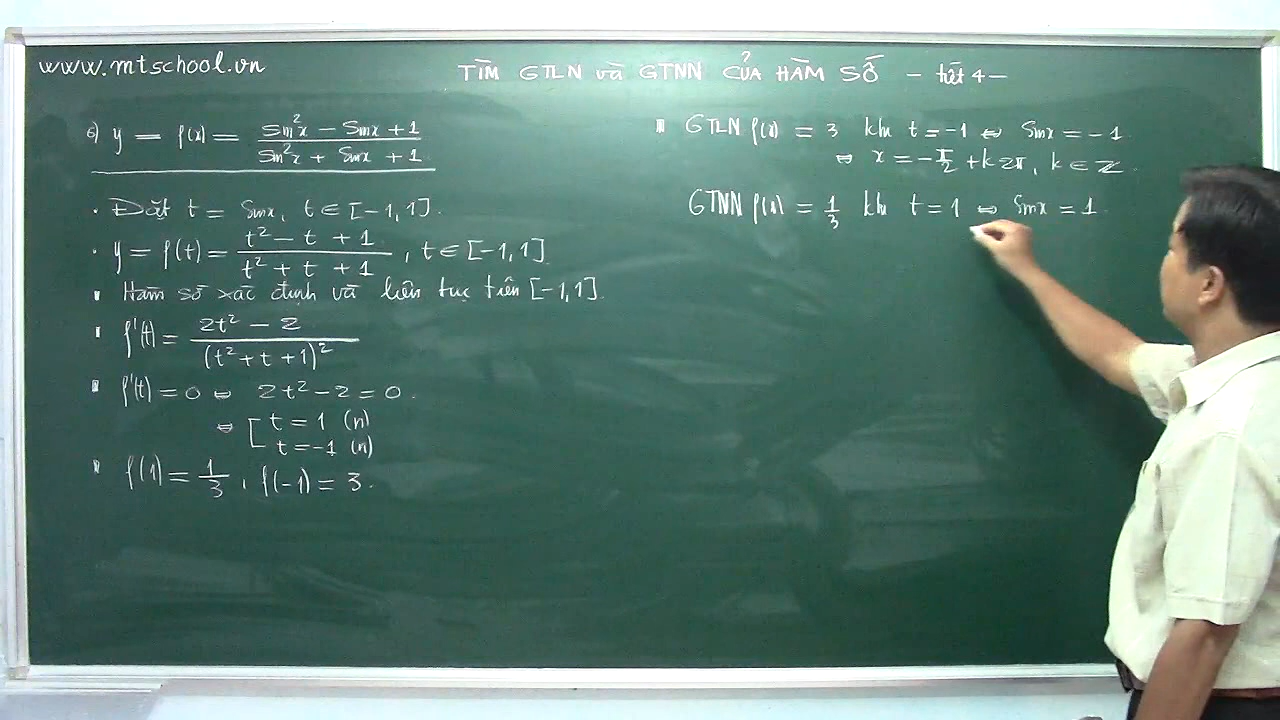 www.mtschool.vn
TÌM GTLN và GTNN CỦA HÀM SỐ - tiết 4 -
6) y = f(x) = (sin²x - sinx + 1) / (sin²x + sinx + 1)
. Đặt t = sinx, t ∈ [-1,1].
. y = f(t) = (t² - t + 1) / (t² + t + 1), t ∈ [-1,1].
Hàm số xác định và liên tục trên [-1,1].
f'(t) = (2t² - 2) / (t² + t + 1)²
f'(t) = 0 ⇔ 2t² - 2 = 0.
⇔ [ t = 1 (n)
t = -1 (n)
f(1) = 1/3, f(-1) = 3.
GTLN f(x) = 3 khi t = -1 ⇔ sinx = -1.
⇔ x = -π/2 + k2π, k ∈ Z.
GTNN f(x) = 1/3 khi t = 1 ⇔ sinx = 1.